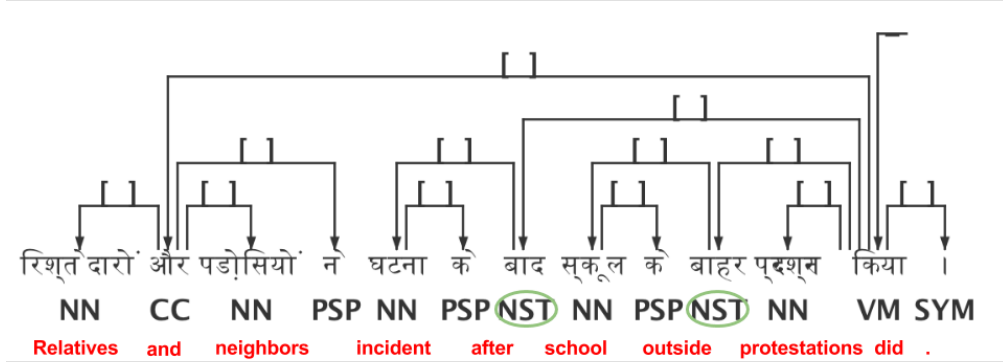 [ ]
[ ]
[ ] [ ] [ ] [ ]
[ ] [ ] [ ] [ ] [ ] [ ]
रिश्तेदारों और पड़ोसियों ने घटना के बाद स्कूल के बाहर प्रदर्शन किया ।
NN CC NN PSP NN PSP NST NN PSP NST NN VM SYM
Relatives and neighbors incident after school outside protestations did .